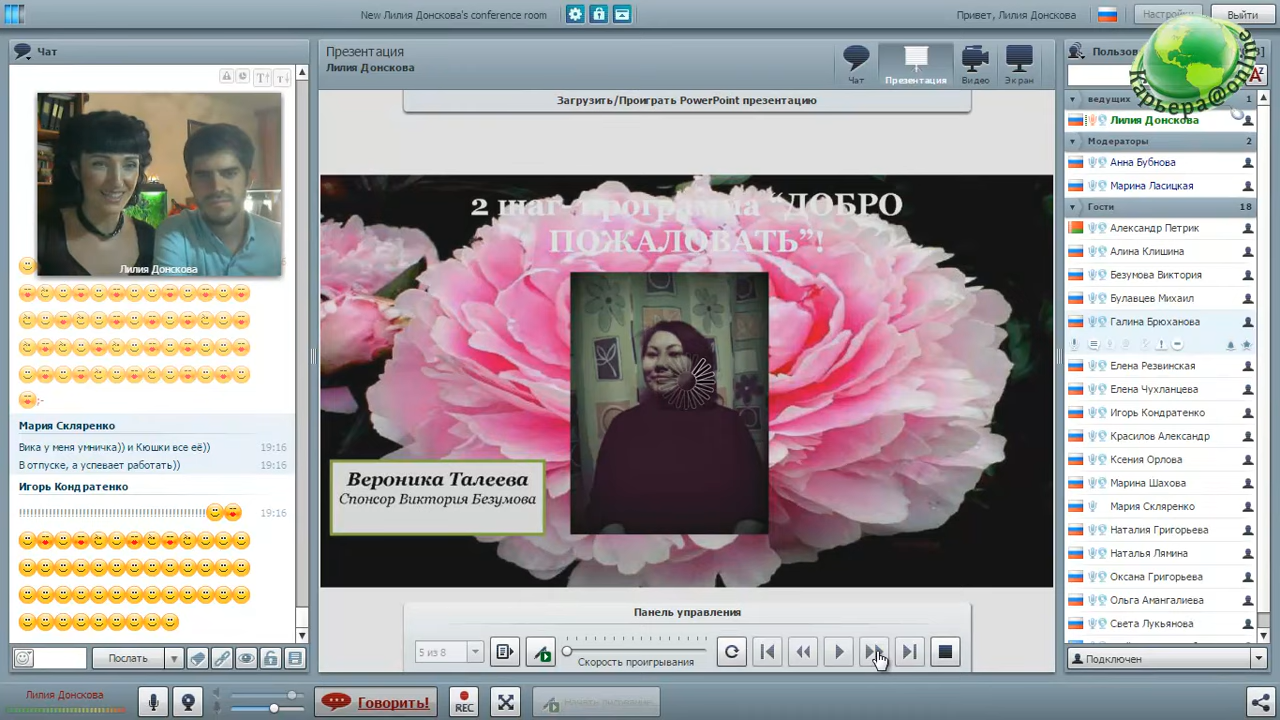 New Лилия Донскова's conference room
Привет, Лилия Донскова
Настройки
Выйти
Чат
Лилия Донскова
;-
Мария Скляренко
Вика у меня умничка)) и Кюшки все её)) 19:16
В отпуске, а успевает работать)) 19:16
Игорь Кондратенко
19:16
Послать
Презентация
Лилия Донскова
Чат
Презентация
Видео
Экран
Загрузить/Проиграть PowerPoint презентацию
2 шаг- программа "ДОБРО
ПОЖАЛОВАТЬ"!
Вероника Талеева
Спонсор Виктория Безумова
Панель управления
5 из 8
Скорость проигрывания
Карьера@online
ведущих 1
Лилия Донскова
Модераторы 2
Анна Бубнова
Марина Ласицкая
Гости 18
Александр Петрик
Алина Клишина
Безумова Виктория
Булавцев Михаил
Галина Брюханова
Елена Резвинская
Елена Чухланцева
Игорь Кондратенко
Красилов Александр
Ксения Орлова
Марина Шахова
Мария Скляренко
Наталия Григорьева
Наталья Лямина
Оксана Григорьева
Ольга Амангалиева
Света Лукьянова
Подключен
Лилия Донскова
Говорить!
REC